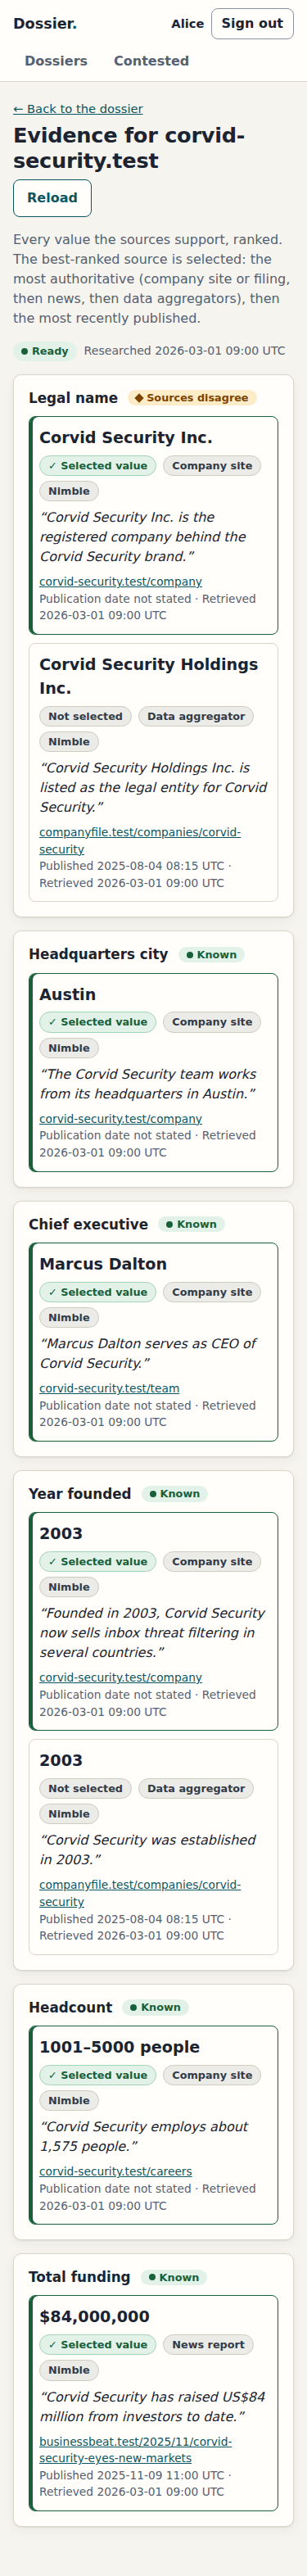 Dossier.
Alice
Sign out
Dossiers
Contested
← Back to the dossier
Evidence for corvid-
security.test
Reload
Every value the sources support, ranked.
The best-ranked source is selected: the
most authoritative (company site or filing,
then news, then data aggregators), then
the most recently published.
Ready
Researched 2026-03-01 09:00 UTC
Legal name
Sources disagree
Corvid Security Inc.
✓ Selected value
Company site
Nimble
“Corvid Security Inc. is the
registered company behind the
Corvid Security brand.”
corvid-security.test/company
Publication date not stated · Retrieved
2026-03-01 09:00 UTC
Corvid Security Holdings
Inc.
Not selected
Data aggregator
Nimble
“Corvid Security Holdings Inc. is
listed as the legal entity for Corvid
Security.”
companyfile.test/companies/corvid-
security
Published 2025-08-04 08:15 UTC ·
Retrieved 2026-03-01 09:00 UTC
Headquarters city
Known
Austin
✓ Selected value
Company site
Nimble
“The Corvid Security team works
from its headquarters in Austin.”
corvid-security.test/company
Publication date not stated · Retrieved
2026-03-01 09:00 UTC
Chief executive
Known
Marcus Dalton
✓ Selected value
Company site
Nimble
“Marcus Dalton serves as CEO of
Corvid Security.”
corvid-security.test/team
Publication date not stated · Retrieved
2026-03-01 09:00 UTC
Year founded
Known
2003
✓ Selected value
Company site
Nimble
“Founded in 2003, Corvid Security
now sells inbox threat filtering in
several countries.”
corvid-security.test/company
Publication date not stated · Retrieved
2026-03-01 09:00 UTC
2003
Not selected
Data aggregator
Nimble
“Corvid Security was established
in 2003.”
companyfile.test/companies/corvid-
security
Published 2025-08-04 08:15 UTC ·
Retrieved 2026-03-01 09:00 UTC
Headcount
Known
1001–5000 people
✓ Selected value
Company site
Nimble
“Corvid Security employs about
1,575 people.”
corvid-security.test/careers
Publication date not stated · Retrieved
2026-03-01 09:00 UTC
Total funding
Known
$84,000,000
✓ Selected value
News report
Nimble
“Corvid Security has raised US$84
million from investors to date.”
businessbeat.test/2025/11/corvid-
security-eyes-new-markets
Published 2025-11-09 11:00 UTC ·
Retrieved 2026-03-01 09:00 UTC